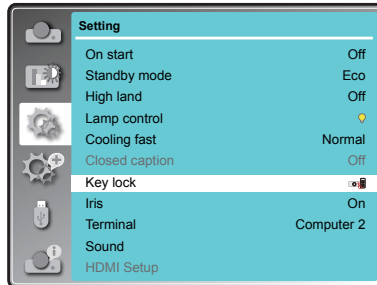 Setting
On start Off
Standby mode Eco
High land Off
Lamp control
Cooling fast Normal
Closed caption Off
Key lock
Iris On
Terminal Computer 2
Sound
HDMI Setup